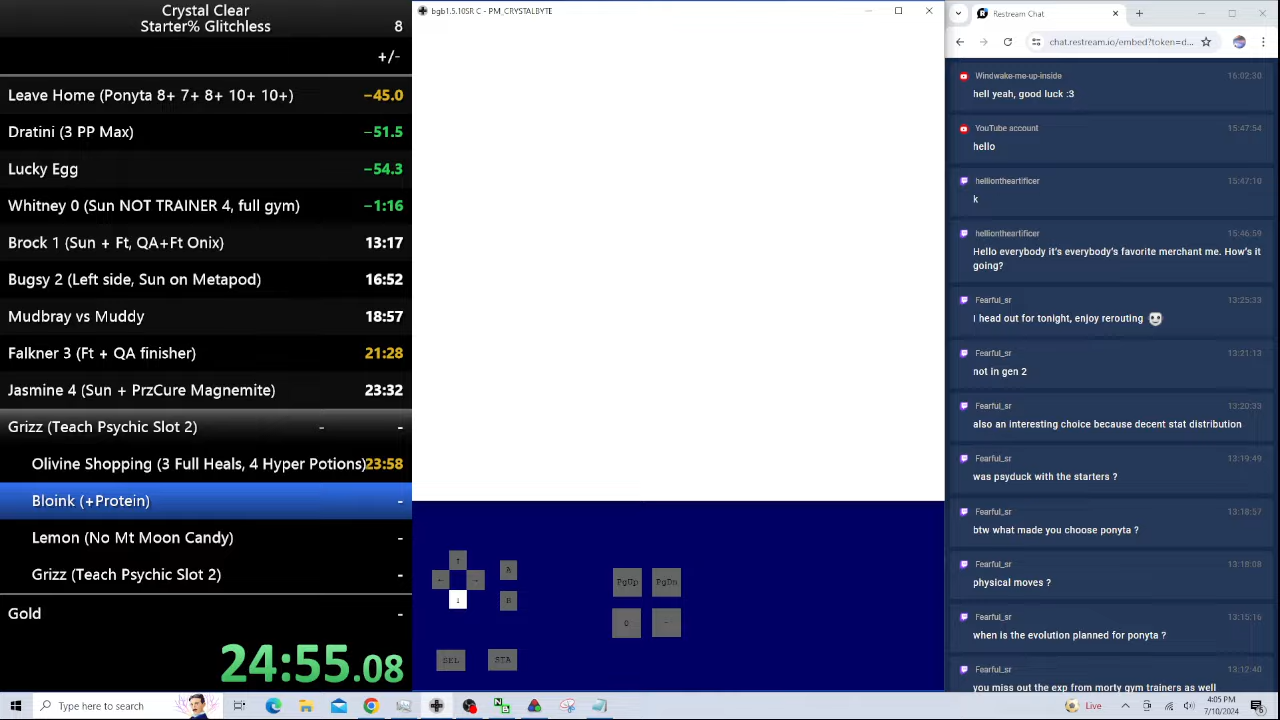 Crystal Clear
Starter% Glitchless
8
+/-
Leave Home (Ponyta 8+ 7+ 8+ 10+ 10+)
−45.0
Dratini (3 PP Max)
−51.5
Lucky Egg
−54.3
Whitney 0 (Sun NOT TRAINER 4, full gym)
−1:16
Brock 1 (Sun + Ft, QA+Ft Onix)
13:17
Bugsy 2 (Left side, Sun on Metapod)
16:52
Mudbray vs Muddy
18:57
Falkner 3 (Ft + QA finisher)
21:28
Jasmine 4 (Sun + PrzCure Magnemite)
23:32
Grizz (Teach Psychic Slot 2)
-
-
Olivine Shopping (3 Full Heals, 4 Hyper Potions)
23:58
Bloink (+Protein)
-
Lemon (No Mt Moon Candy)
-
Grizz (Teach Psychic Slot 2)
-
Gold
-
24:55.08
bgb1.5.10SR C - PM_CRYSTALBYTE
↑
←
→
↓
A
B
SEL
STA
PgUp
PgDn
0
-
Restream Chat
chat.restream.io/embed?token=d...
Windwake-me-up-inside
16:02:30
hell yeah, good luck :3
YouTube account
15:47:54
hello
helliontheartificer
15:47:10
k
helliontheartificer
15:46:59
Hello everybody it's everybody's favorite merchant me. How's it
going?
Fearful_sr
13:25:33
I head out for tonight, enjoy rerouting
Fearful_sr
13:21:13
not in gen 2
Fearful_sr
13:20:33
also an interesting choice because decent stat distribution
Fearful_sr
13:19:49
was psyduck with the starters ?
Fearful_sr
13:18:57
btw what made you choose ponyta ?
Fearful_sr
13:18:08
physical moves ?
Fearful_sr
13:15:16
when is the evolution planned for ponyta ?
Fearful_sr
13:12:40
you miss out the exp from morty gym trainers as well
Type here to search
Live...
4:05 PM
7/10/2024
6